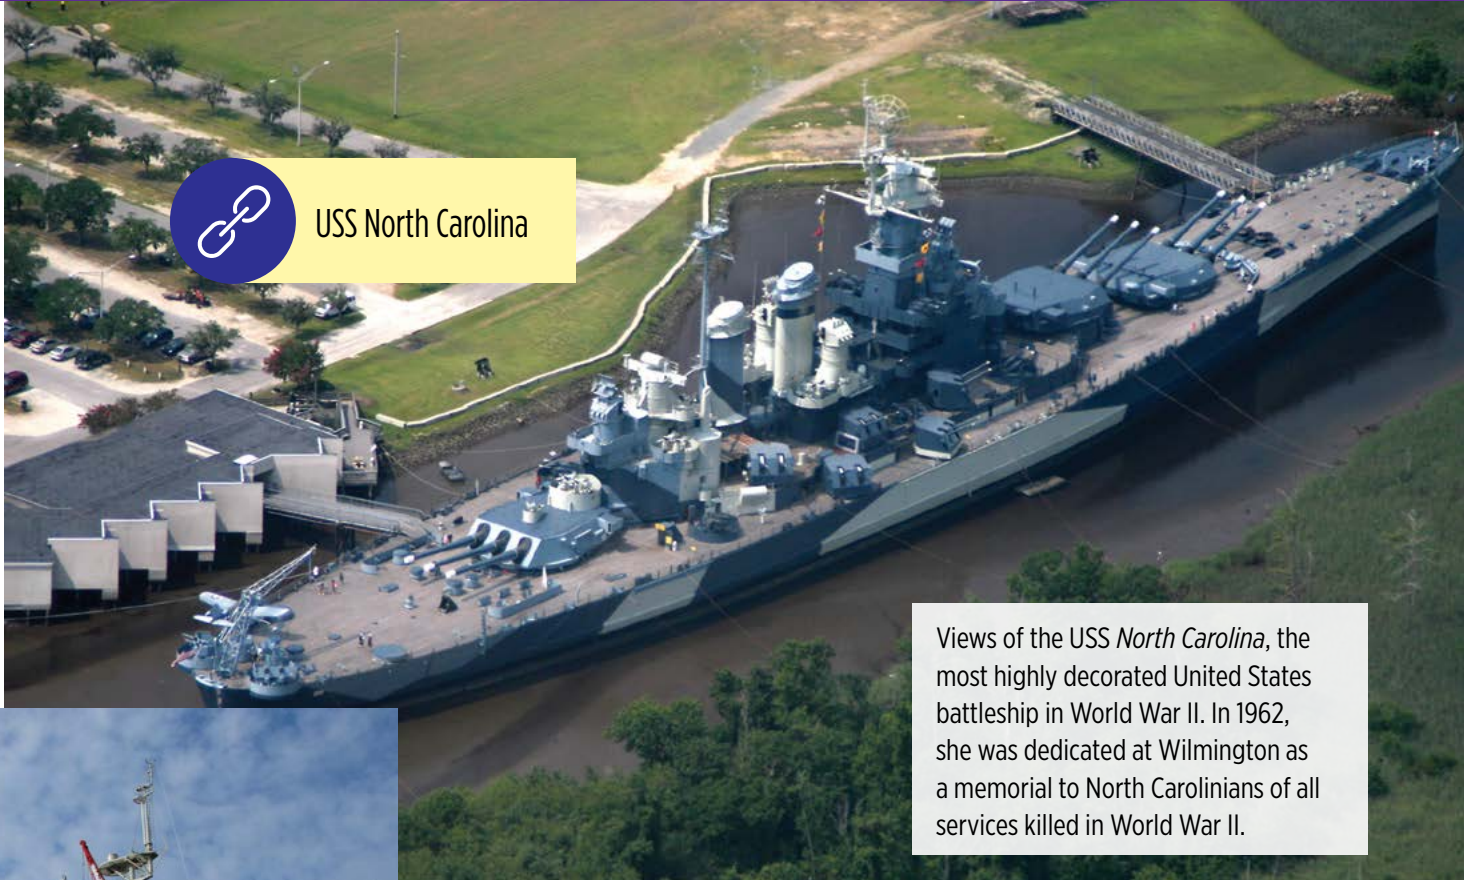 USS North Carolina
Views of the USS North Carolina, the
most highly decorated United States
battleship in World War II. In 1962,
she was dedicated at Wilmington as
a memorial to North Carolinians of all
services killed in World War II.